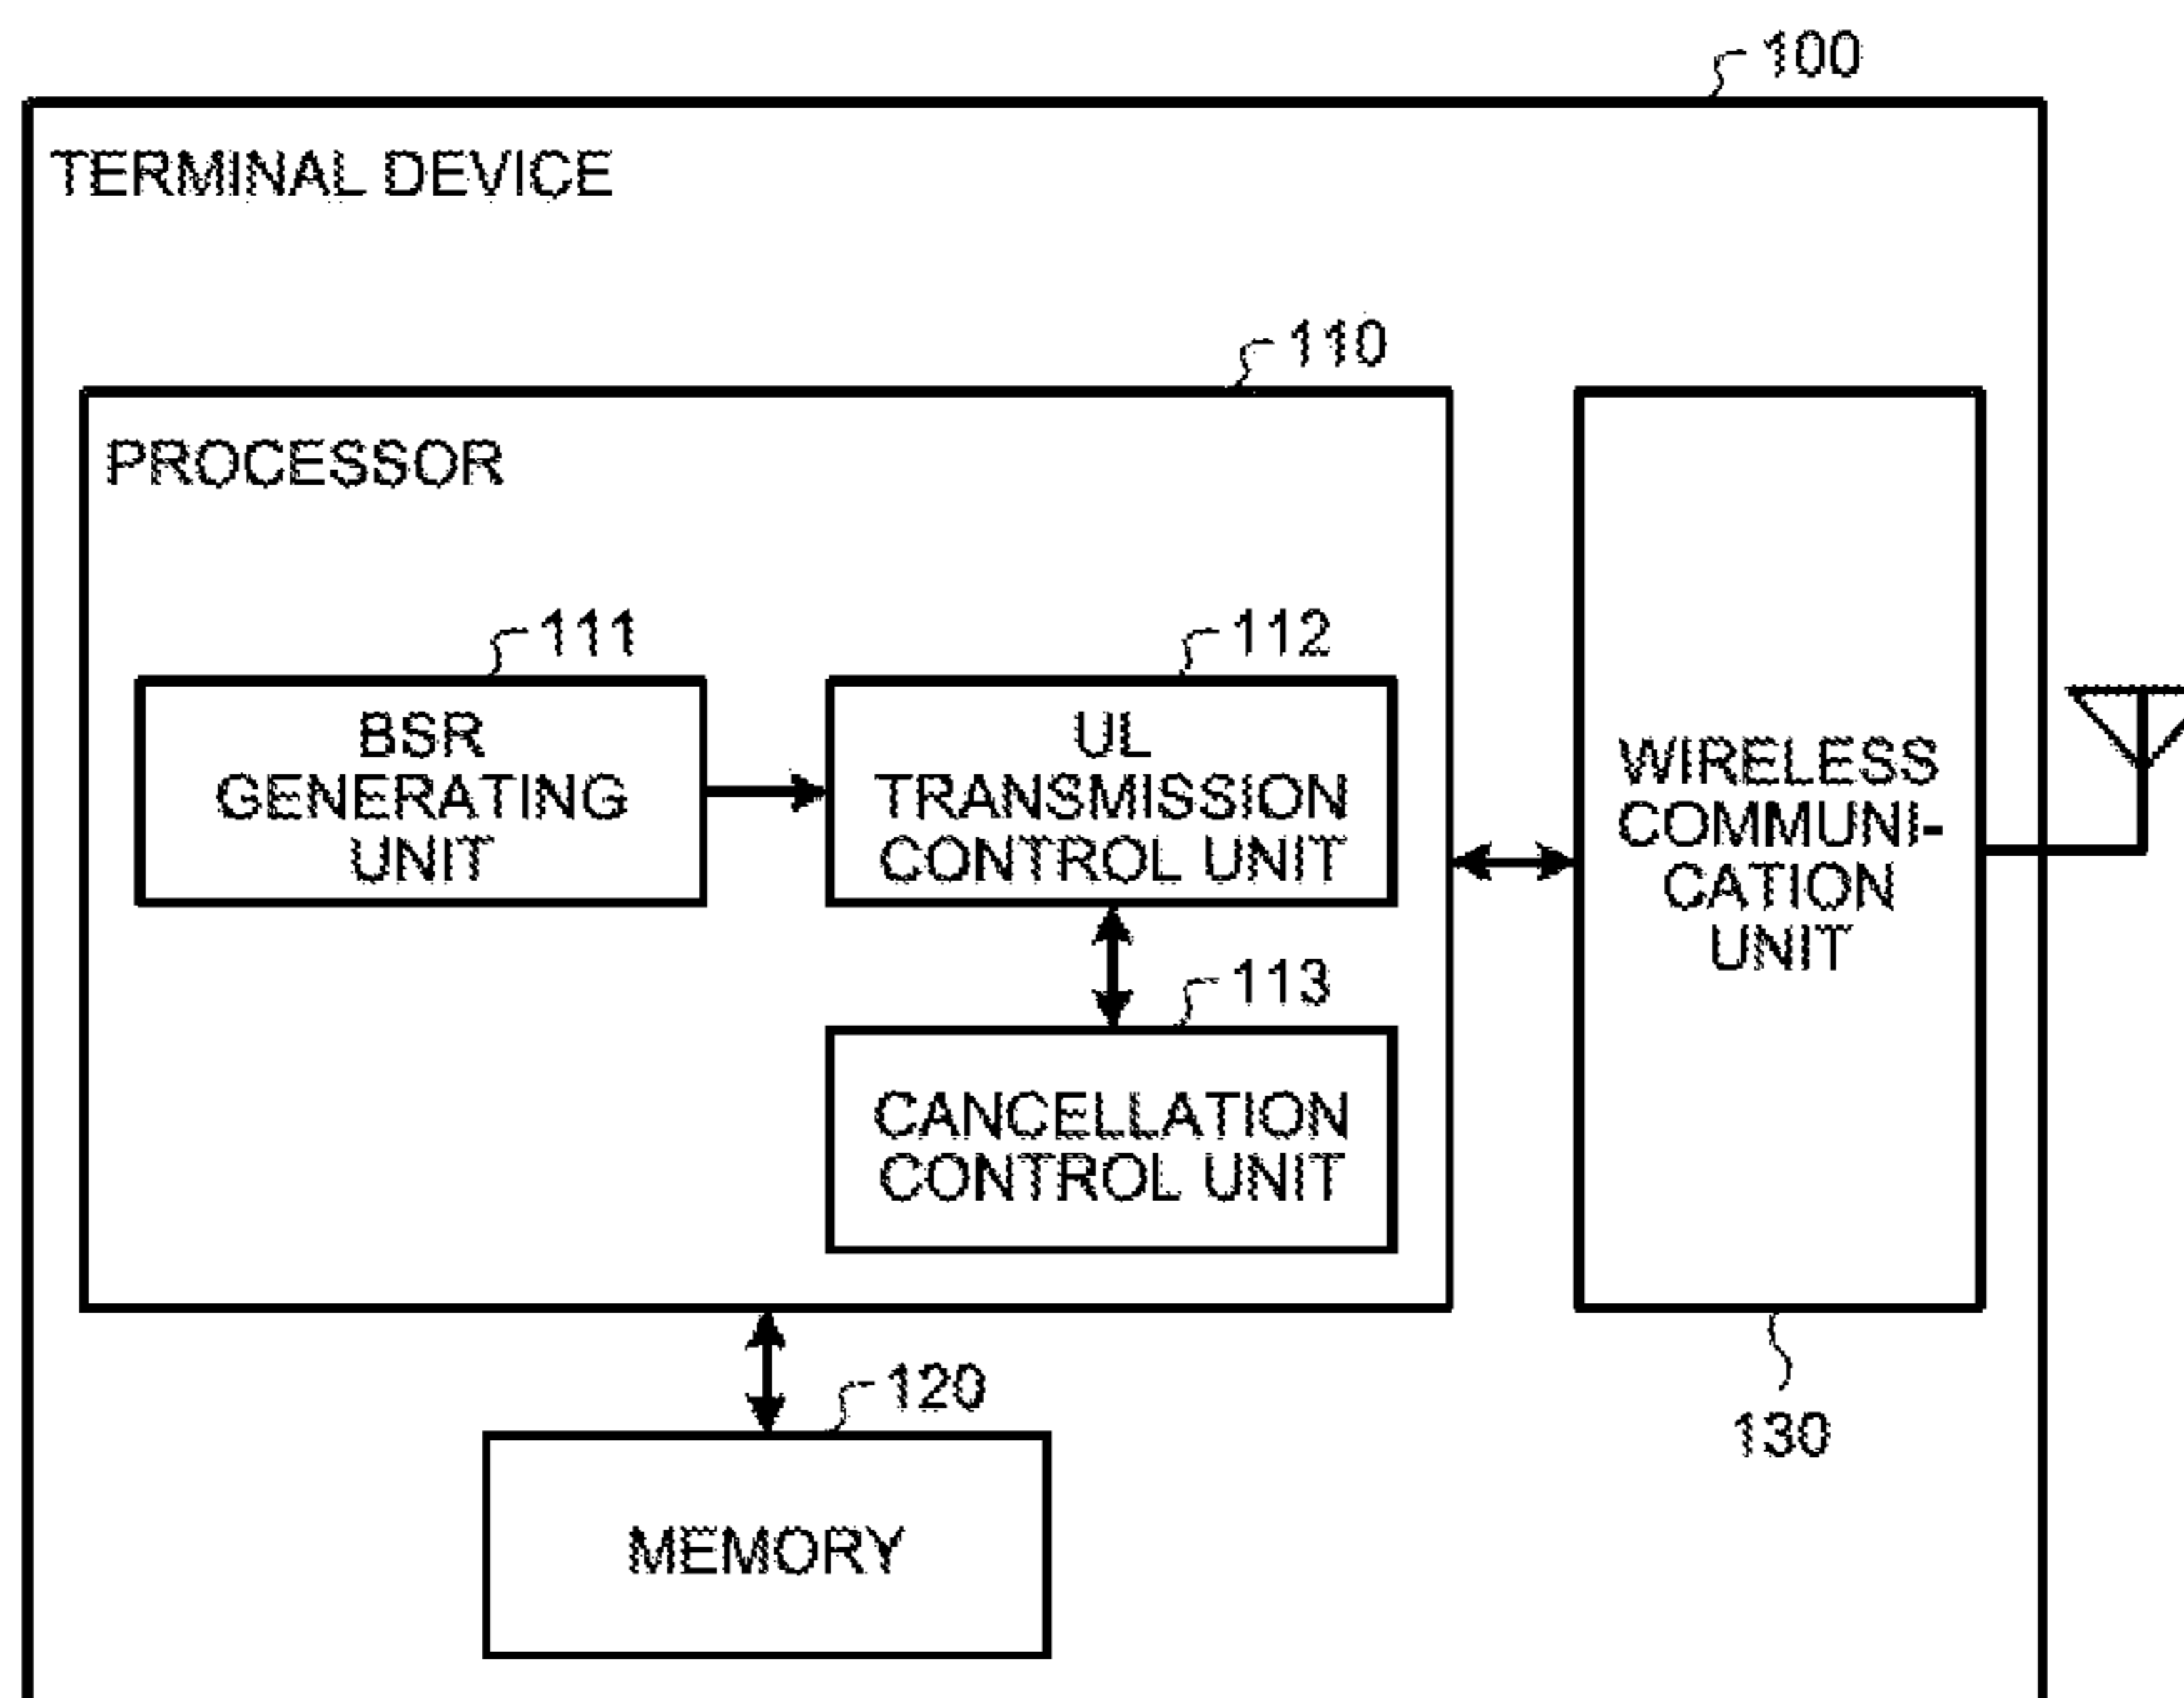 100
TERMINAL DEVICE
110
PROCESSOR
111
112
BSR
GENERATING
UNIT
UL
TRANSMISSION
CONTROL UNIT
WIRELESS
COMMUNI-
CATION
UNIT
113
CANCELLATION
CONTROL UNIT
120
130
MEMORY